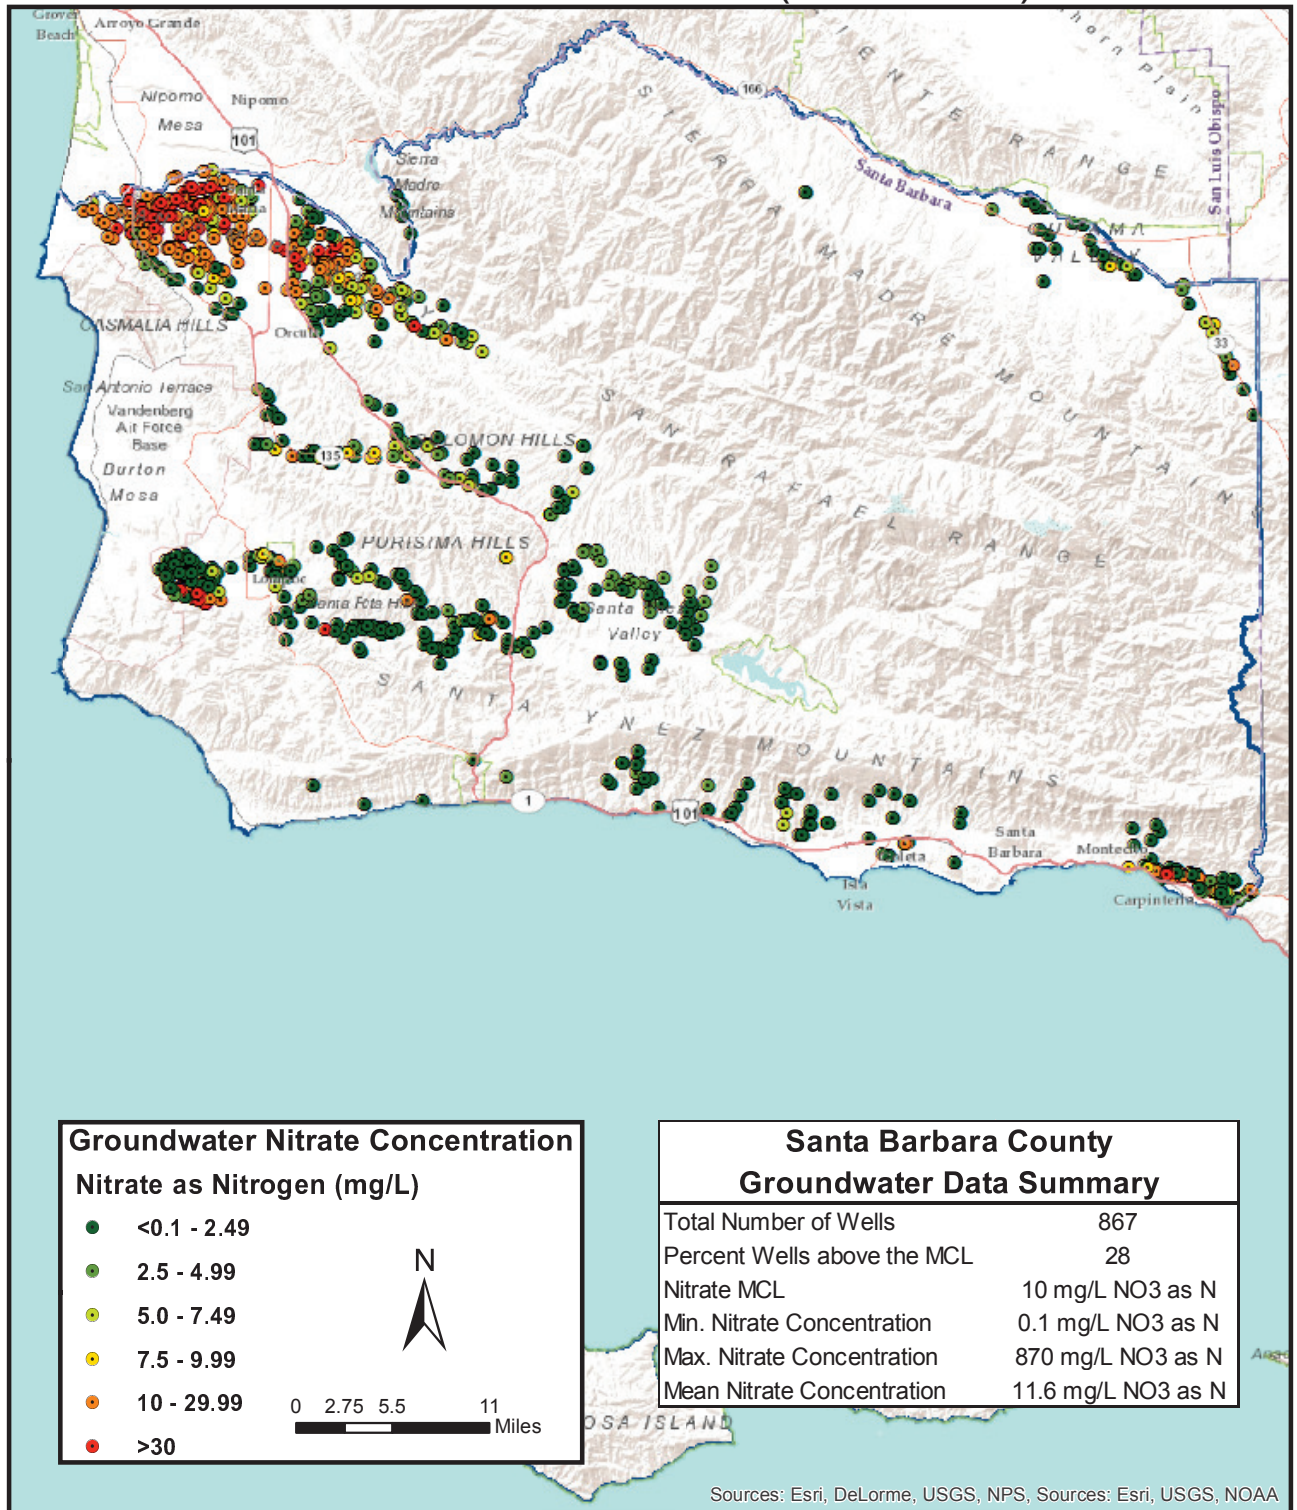 Grover
Beach
Arroyo Grande
Nipomo
Mesa
Nipomo
101
166
SIERRA MADRE MOUNTAINS
Sierra
Madre
Mountains
Santa Barbara
San Luis Obispo
VALLEY
33
CASMALIA HILLS
Orcutt
San Antonio Terrace
Vandenberg
Air Force
Base
Burton
Mesa
135
SOLOMON HILLS
SAN RAFAEL RANGE
PURISIMA HILLS
Lompoc
Santa Rita Hills
Santa Ynez
Valley
SANTA YNEZ MOUNTAINS
1
101
Goleta
Isla
Vista
Santa
Barbara
Montecito
Carpinteria
Groundwater Nitrate Concentration
Nitrate as Nitrogen (mg/L)
<0.1 - 2.49
2.5 - 4.99
5.0 - 7.49
7.5 - 9.99
10 - 29.99
>30
N
0 2.75 5.5 11
Miles
Santa Barbara County
Groundwater Data Summary
Total Number of Wells 867
Percent Wells above the MCL 28
Nitrate MCL 10 mg/L NO3 as N
Min. Nitrate Concentration 0.1 mg/L NO3 as N
Max. Nitrate Concentration 870 mg/L NO3 as N
Mean Nitrate Concentration 11.6 mg/L NO3 as N
OSA ISLAND
Sources: Esri, DeLorme, USGS, NPS, Sources: Esri, USGS, NOAA